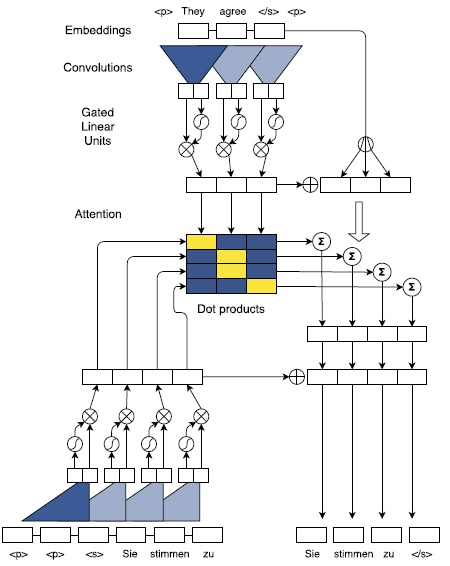 <p> They agree </s> <p>
Embeddings
Convolutions
Gated
Linear
Units
Attention
Σ
Σ
Σ
Σ
Dot products
<p> <p> <s> Sie stimmen zu
Sie stimmen zu </s>